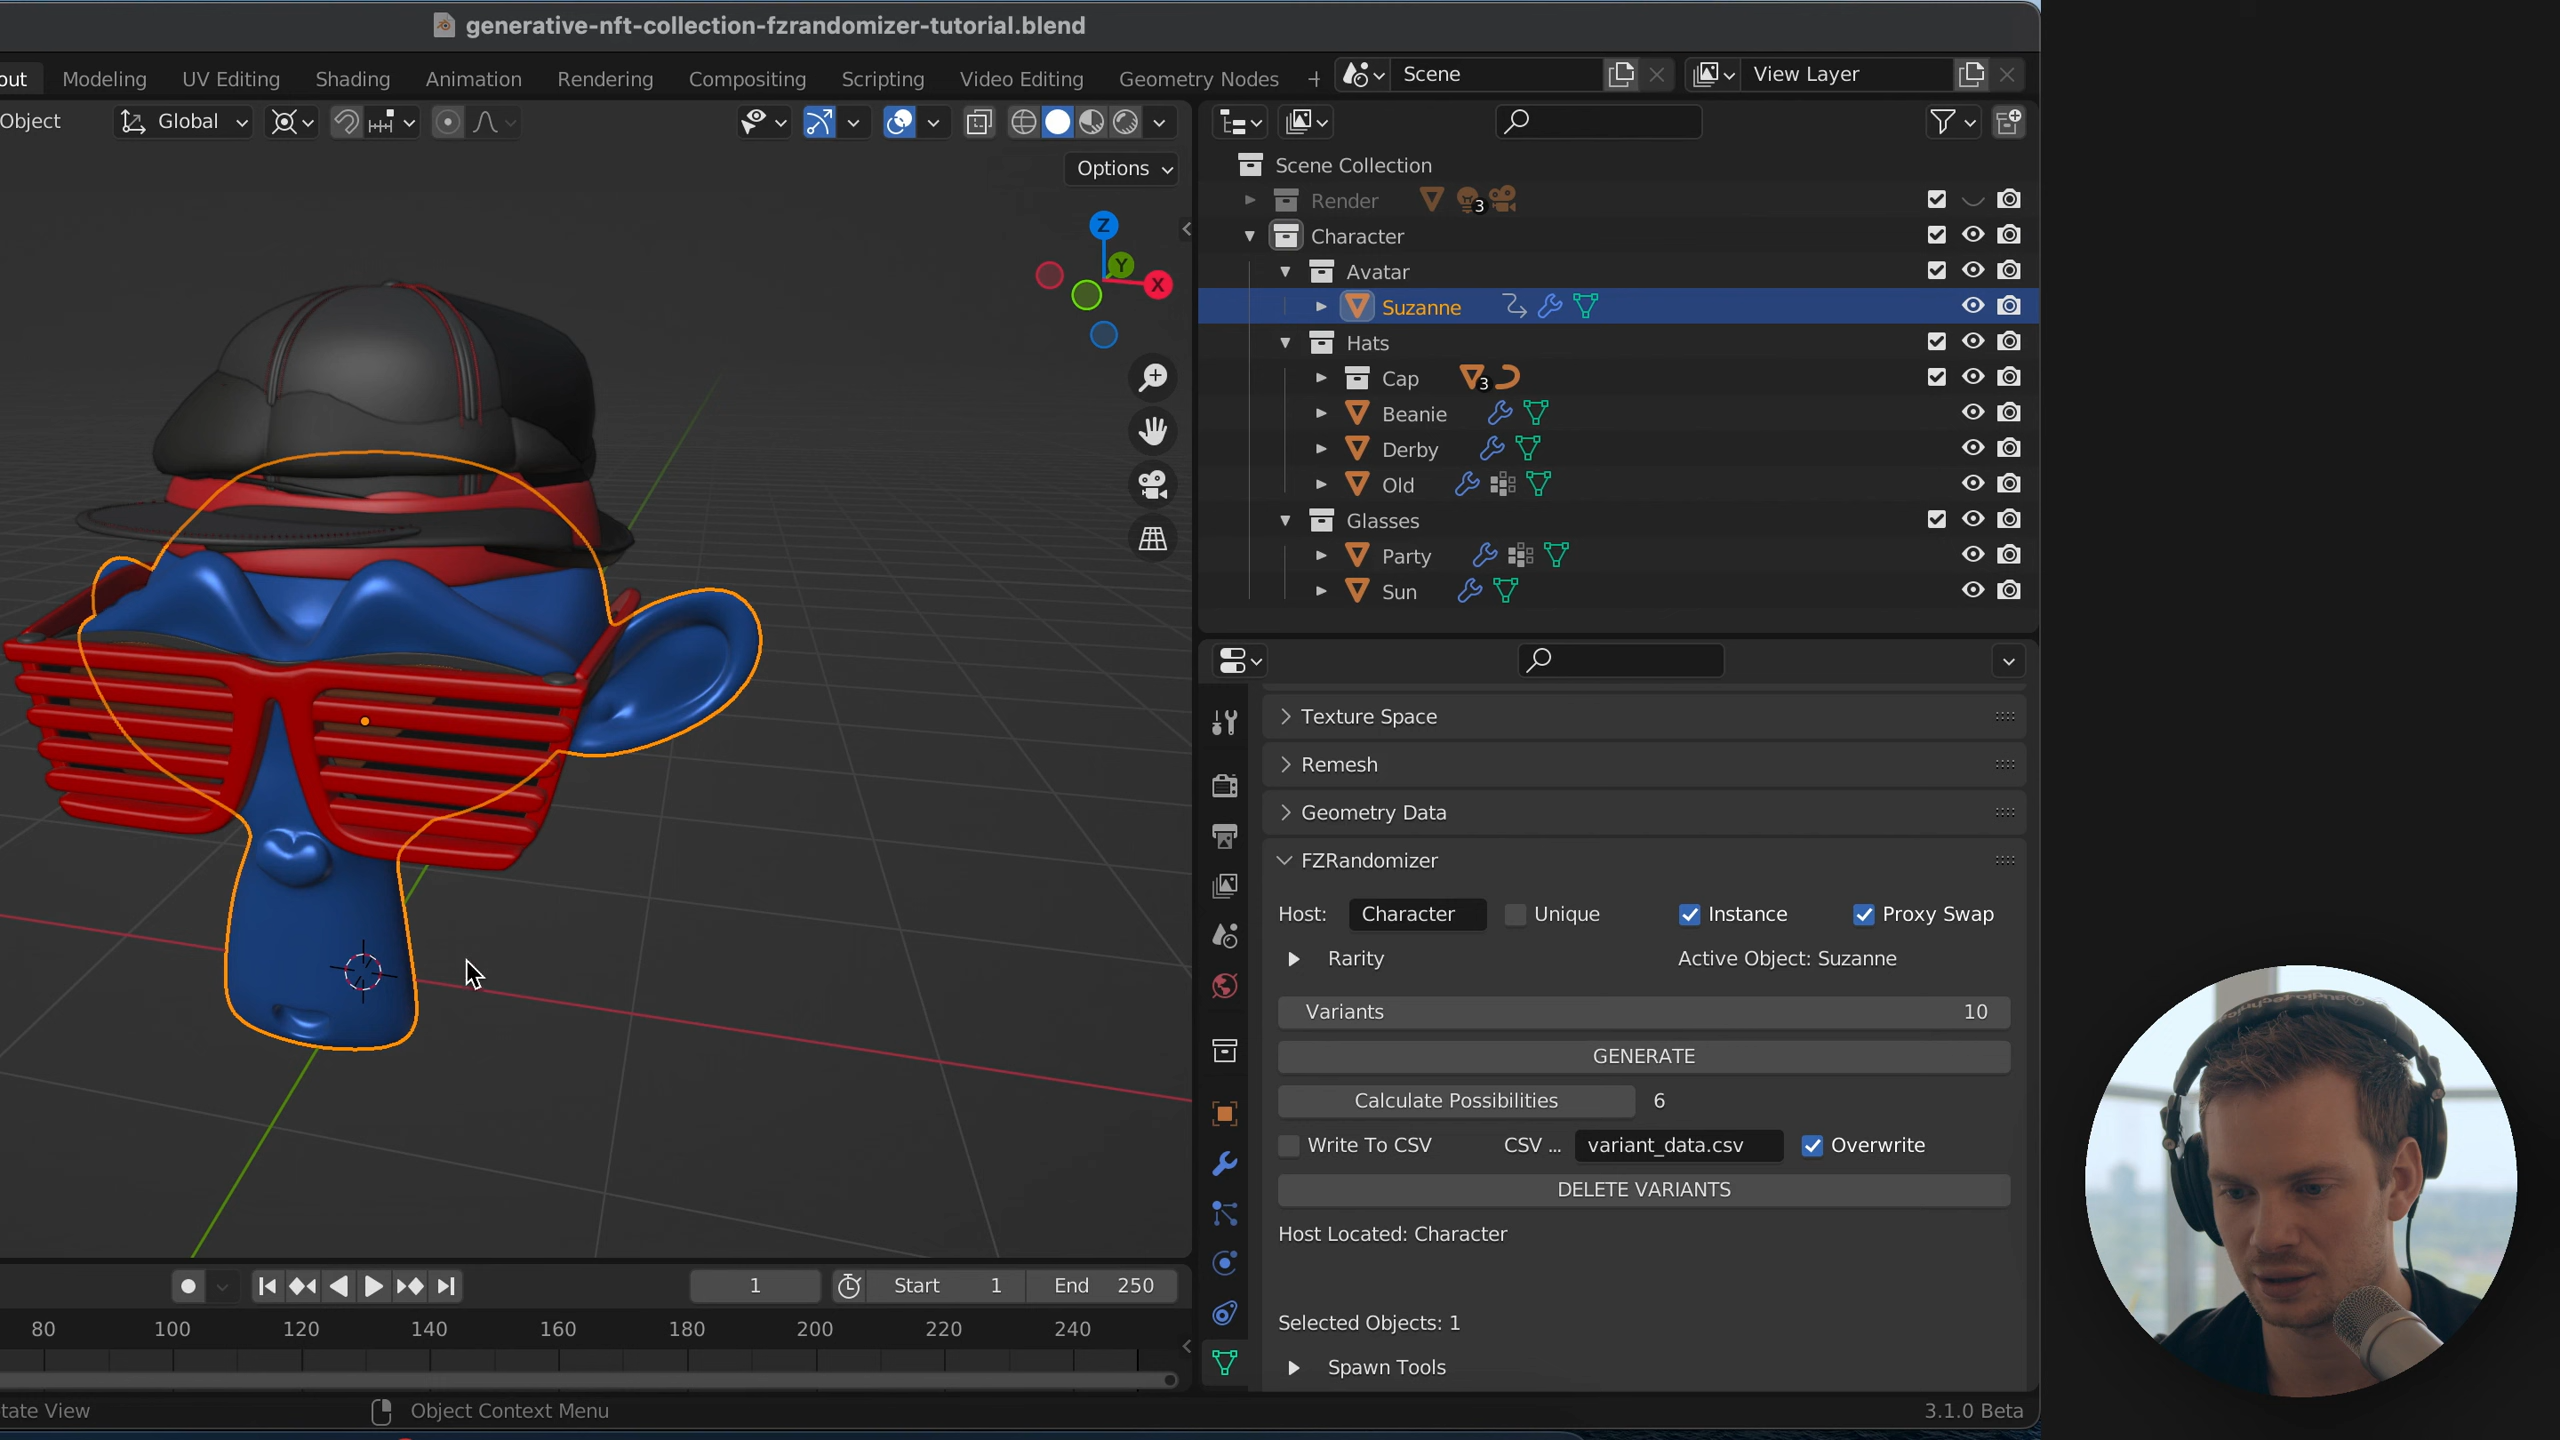 generative-nft-collection-fzrandomizer-tutorial.blend
out Modeling UV Editing Shading Animation Rendering Compositing Scripting Video Editing Geometry Nodes + Scene View Layer
Object Global
Options
Z
Y
X
Scene Collection
Render 3
Character
Avatar
Suzanne
Hats
Cap 3
Beanie
Derby
Old
Glasses
Party
Sun
Texture Space
Remesh
Geometry Data
FZRandomizer
Host: Character Unique Instance Proxy Swap
Rarity Active Object: Suzanne
Variants 10
GENERATE
Calculate Possibilities 6
Write To CSV CSV ... variant_data.csv Overwrite
DELETE VARIANTS
Host Located: Character
1 Start 1 End 250
Selected Objects: 1
80 100 120 140 160 180 200 220 240
Spawn Tools
tate View Object Context Menu 3.1.0 Beta